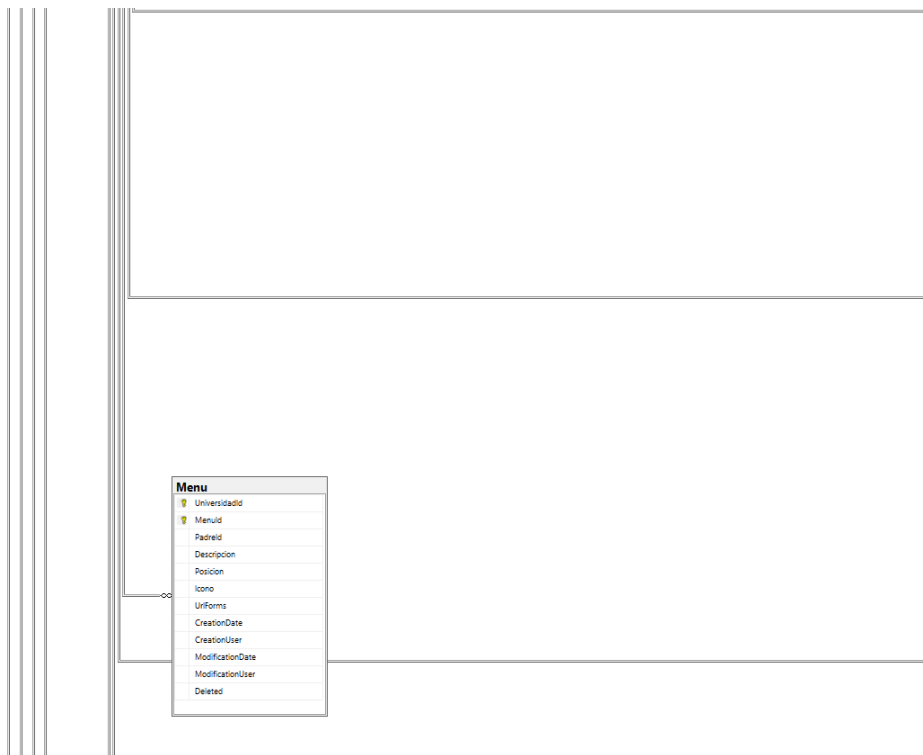 Menu
UniversidadId
MenuId
PadreId
Descripcion
Posicion
Icono
UrlForms
CreationDate
CreationUser
ModificationDate
ModificationUser
Deleted